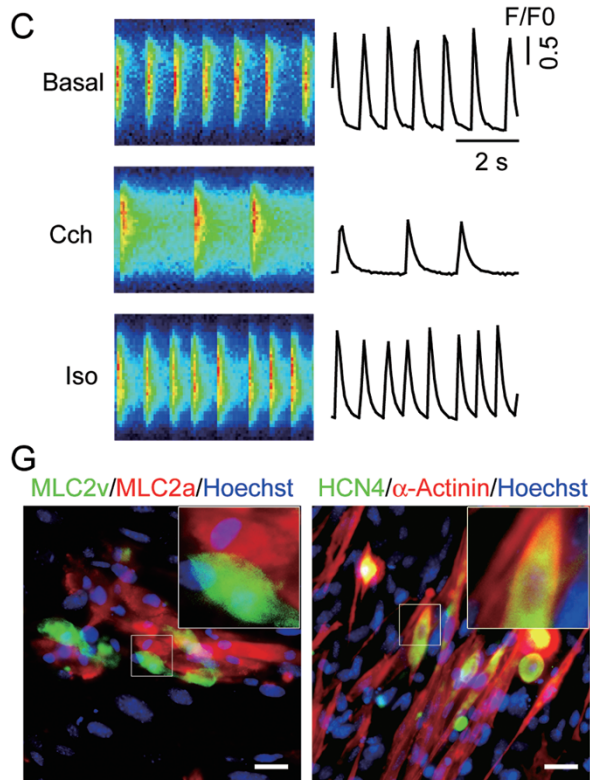 C
F/F0
0.5
Basal
2 s
Cch
Iso
G
MLC2v/MLC2a/Hoechst
HCN4/α-Actinin/Hoechst